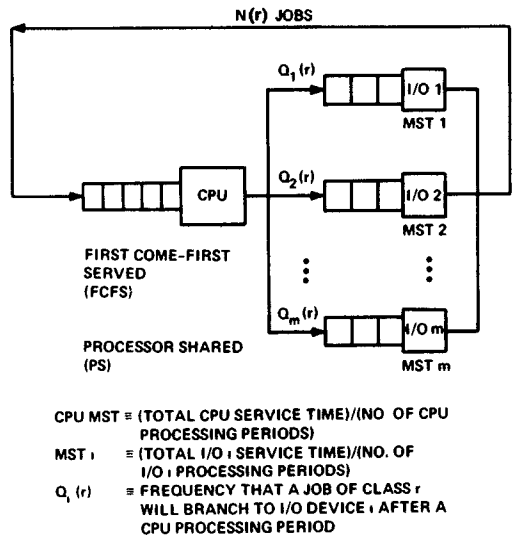 N(r) JOBS
Q1(r)
I/O 1
MST 1
CPU
Q2(r)
I/O 2
MST 2
FIRST COME-FIRST
SERVED
(FCFS)
Qm(r)
I/O m
MST m
PROCESSOR SHARED
(PS)
CPU MST ≡ (TOTAL CPU SERVICE TIME)/(NO OF CPU
PROCESSING PERIODS)
MST ı ≡ (TOTAL I/O ı SERVICE TIME)/(NO. OF
I/O ı PROCESSING PERIODS)
Qı (r) ≡ FREQUENCY THAT A JOB OF CLASS r
WILL BRANCH TO I/O DEVICE ı AFTER A
CPU PROCESSING PERIOD